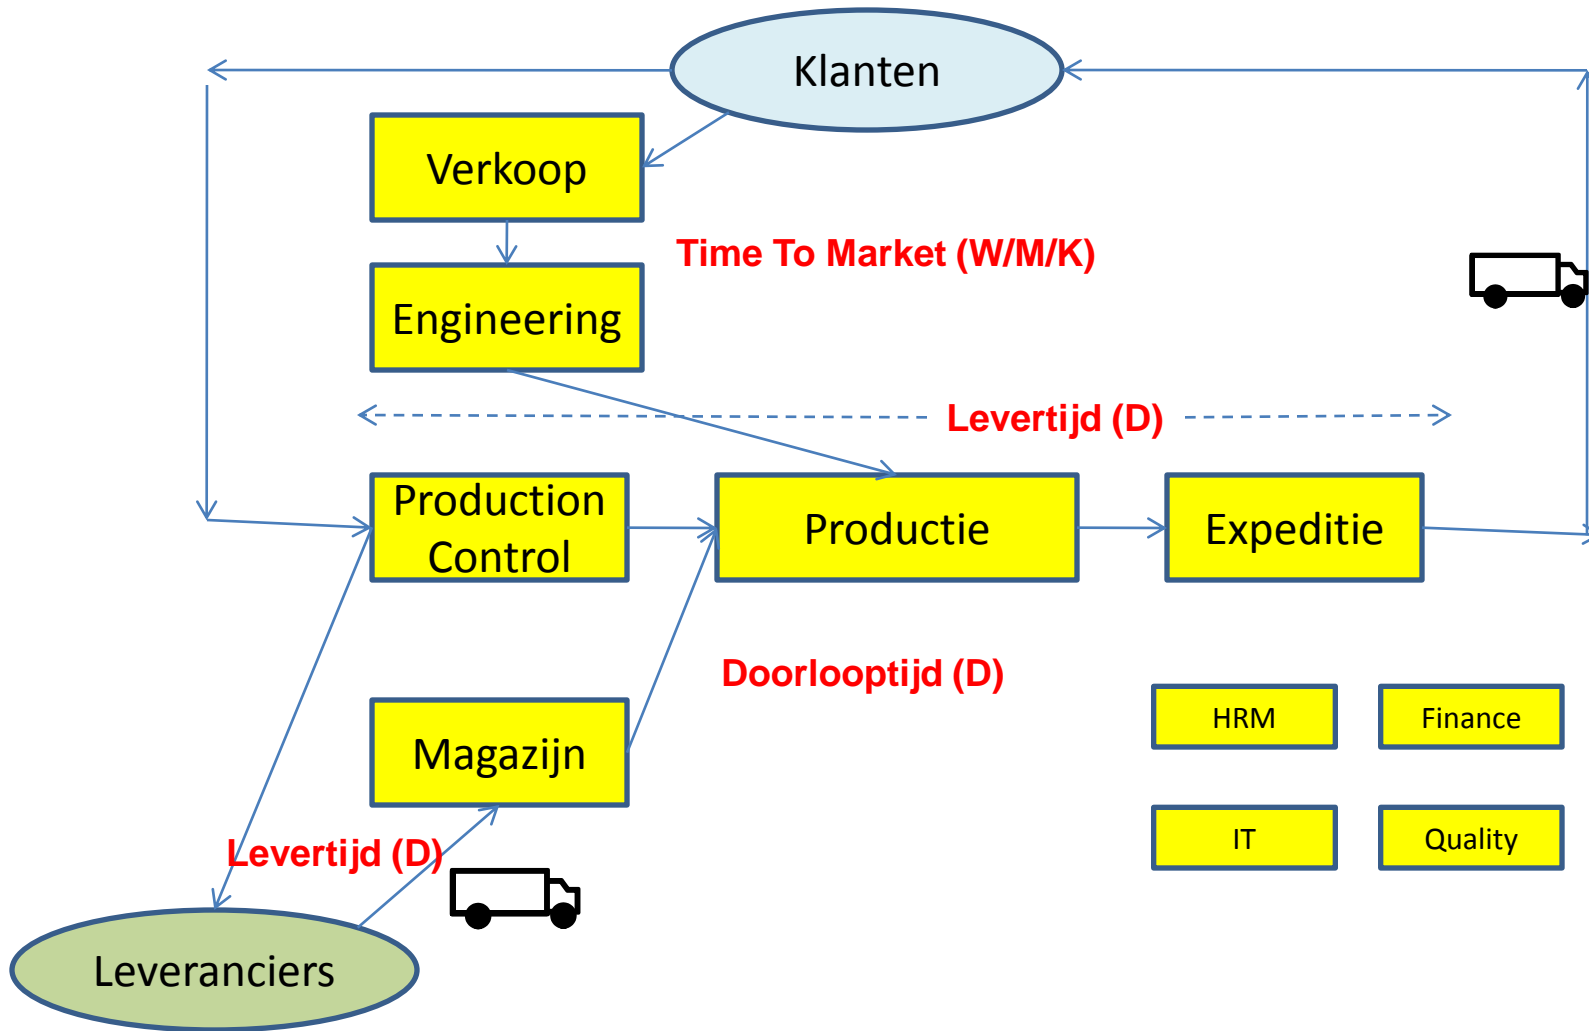 Klanten
Verkoop
Time To Market (W/M/K)
Engineering
Levertijd (D)
Production
Control
Productie
Expeditie
Doorlooptijd (D)
Magazijn
HRM
Finance
Levertijd (D)
IT
Quality
Leveranciers